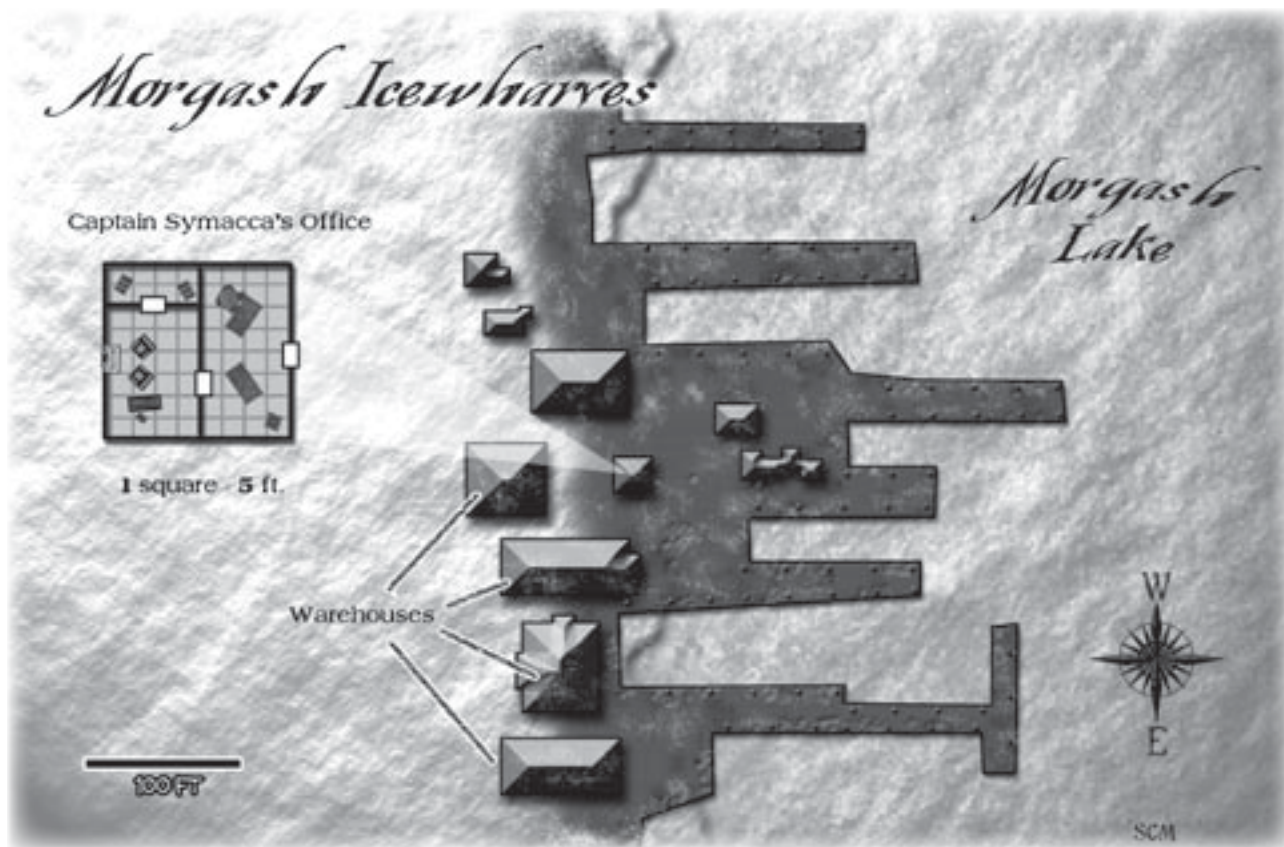 Morgash Icewharves
Morgash
Lake
Captain Symacca's Office
1 square - 5 ft.
Warehouses
W
E
100 FT
SCM